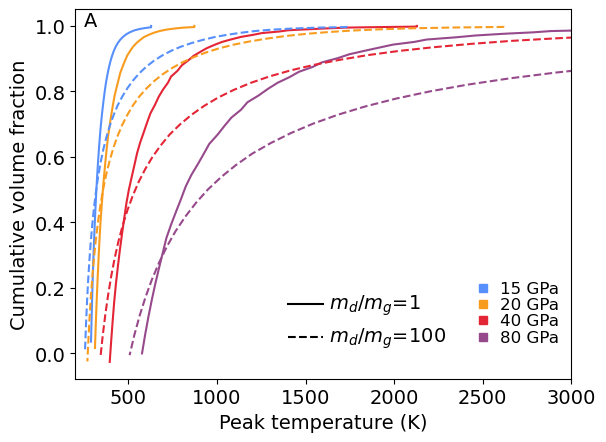 A
1.0
0.8
0.6
0.4
0.2
0.0
Cumulative volume fraction
m_d/m_g=1
m_d/m_g=100
15 GPa
20 GPa
40 GPa
80 GPa
500 1000 1500 2000 2500 3000
Peak temperature (K)